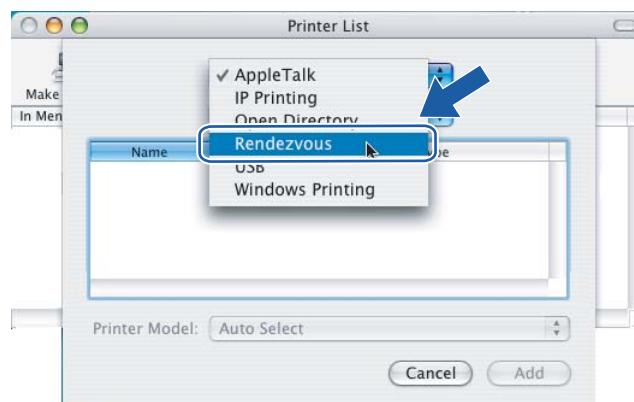 Printer List
Make
In Men
✓ AppleTalk
IP Printing
Open Directory
Rendezvous
USB
Windows Printing
Name
Printer Model: Auto Select
Cancel Add